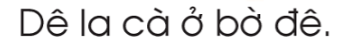 Dê la cà ở bờ đê.